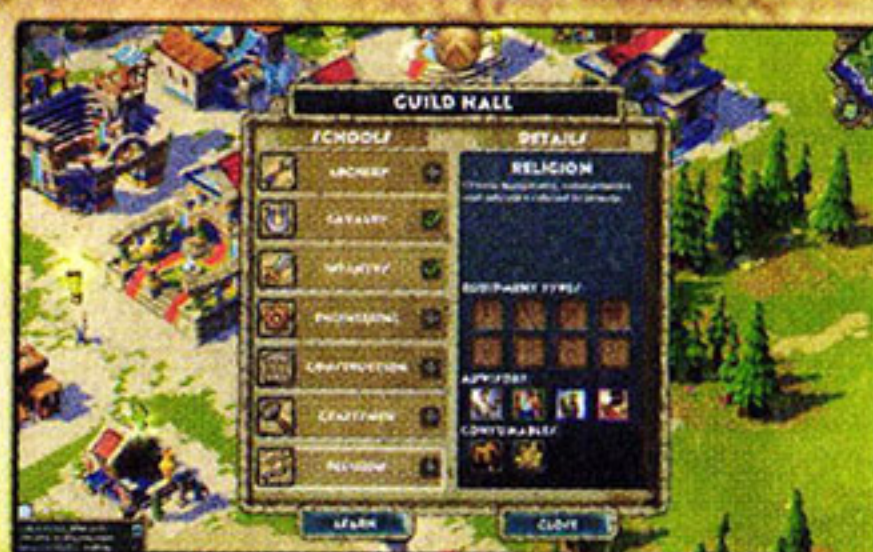 GUILD HALL
SCHOOLS
DETAILS
ARCHERY
CAVALRY
INFANTRY
ENGINEERING
CONSTRUCTION
CRAFTSMEN
RELIGION
RELIGION
EQUIPMENT TYPES
ADVISORS
CONSUMABLES
LEARN
CLOSE